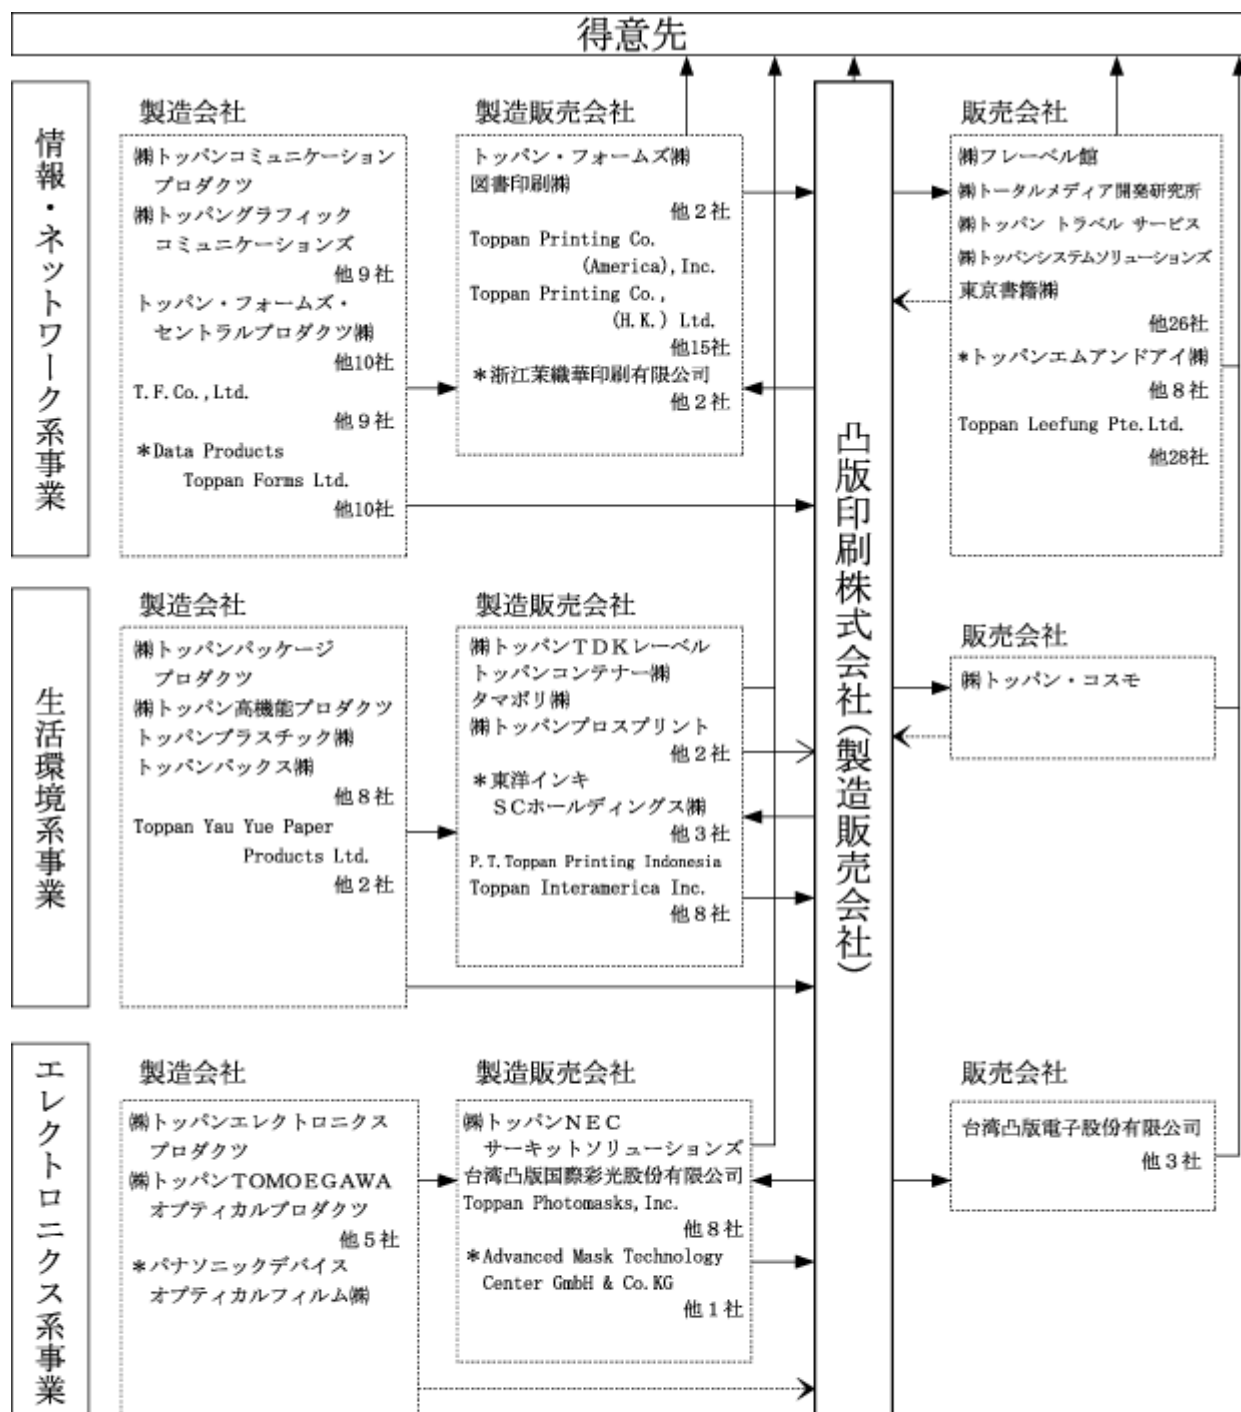 得意先
情報・ネットワーク系事業
製造会社
㈱トッパンコミュニケーション
プロダクツ
㈱トッパングラフィック
コミュニケーションズ
他９社
トッパン・フォームズ・
セントラルプロダクツ㈱
他10社
T.F.Co.,Ltd.
他９社
＊Data Products
Toppan Forms Ltd.
他10社
製造販売会社
トッパン・フォームズ㈱
図書印刷㈱
他２社
Toppan Printing Co.
(America),Inc.
Toppan Printing Co.,
(H.K.) Ltd.
他15社
＊浙江茉織華印刷有限公司
他２社
凸版印刷株式会社（製造販売会社）
販売会社
㈱フレーベル館
㈱トータルメディア開発研究所
㈱トッパン トラベル サービス
㈱トッパンシステムソリューションズ
東京書籍㈱
他26社
＊トッパンエムアンドアイ㈱
他８社
Toppan Leefung Pte.Ltd.
他28社
生活環境系事業
製造会社
㈱トッパンパッケージ
プロダクツ
㈱トッパン高機能プロダクツ
トッパンプラスチック㈱
トッパンパックス㈱
他８社
Toppan Yau Yue Paper
Products Ltd.
他２社
製造販売会社
㈱トッパンＴＤＫレーベル
トッパンコンテナー㈱
タマポリ㈱
㈱トッパンプロスプリント
他２社
＊東洋インキ
ＳＣホールディングス㈱
他３社
P.T.Toppan Printing Indonesia
Toppan Interamerica Inc.
他８社
販売会社
㈱トッパン・コスモ
エレクトロニクス系事業
製造会社
㈱トッパンエレクトロニクス
プロダクツ
㈱トッパンTOMOEGAWA
オプティカルプロダクツ
他５社
＊パナソニックデバイス
オプティカルフィルム㈱
製造販売会社
㈱トッパンＮＥＣ
サーキットソリューションズ
台湾凸版国際彩光股份有限公司
Toppan Photomasks,Inc.
他８社
＊Advanced Mask Technology
Center GmbH & Co.KG
他１社
販売会社
台湾凸版電子股份有限公司
他３社